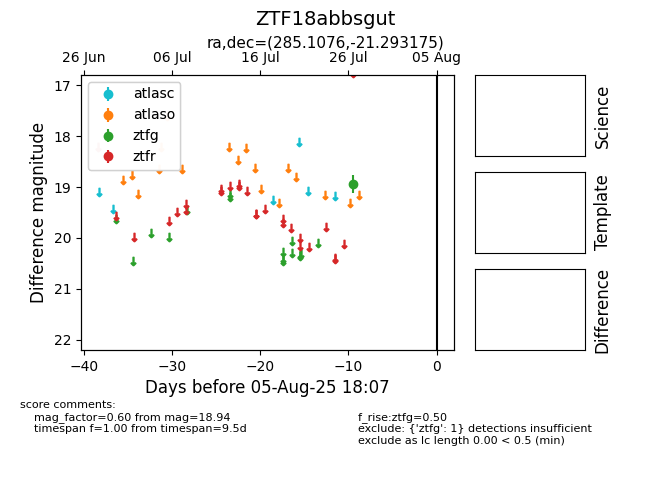 ZTF18abbsgut
ra,dec=(285.1076,-21.293175)
26 Jun 06 Jul 16 Jul 26 Jul 05 Aug
atlasc
atlaso
ztfg
ztfr
17
18
19
20
21
22
Difference magnitude
−40 −30 −20 −10 0
Days before 05-Aug-25 18:07
Science
Template
Difference
score comments:
mag_factor=0.60 from mag=18.94
timespan f=1.00 from timespan=9.5d
f_rise:ztfg=0.50
exclude: {'ztfg': 1} detections insufficient
exclude as lc length 0.00 < 0.5 (min)